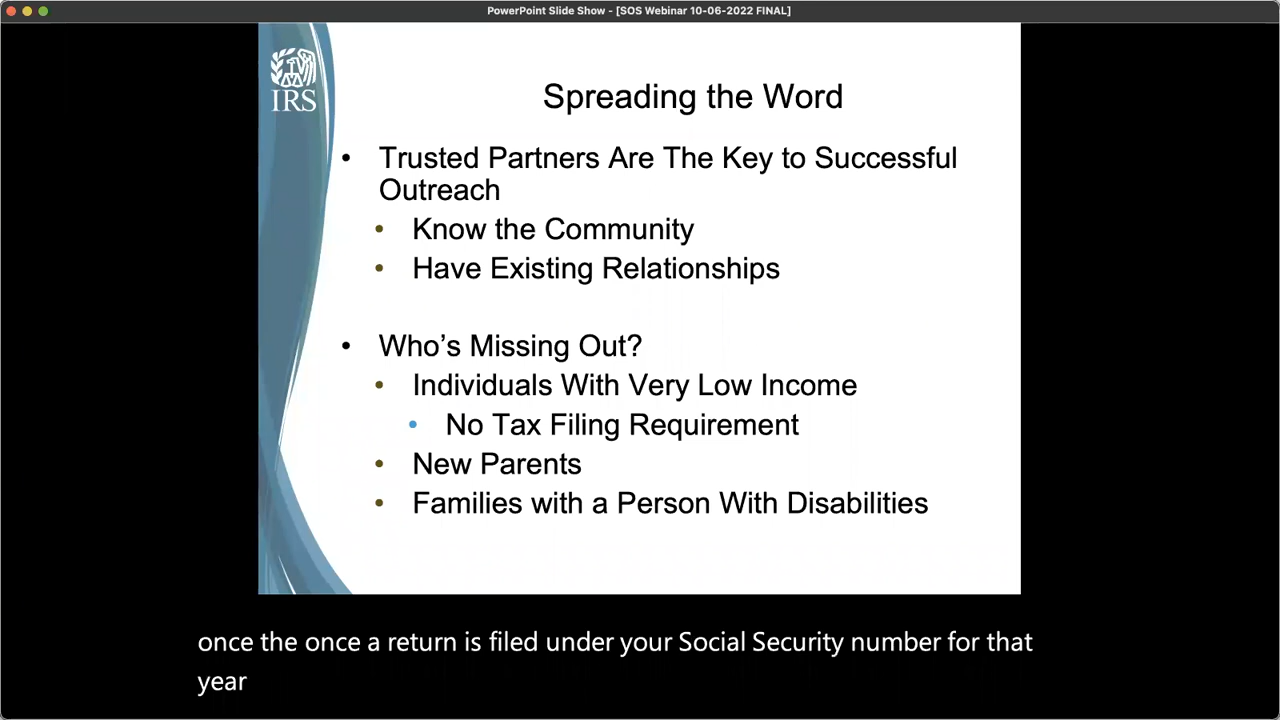 PowerPoint Slide Show - [SOS Webinar 10-06-2022 FINAL]
IRS
Spreading the Word
• Trusted Partners Are The Key to Successful
Outreach
• Know the Community
• Have Existing Relationships
• Who’s Missing Out?
• Individuals With Very Low Income
• No Tax Filing Requirement
• New Parents
• Families with a Person With Disabilities
once the once a return is filed under your Social Security number for that
year